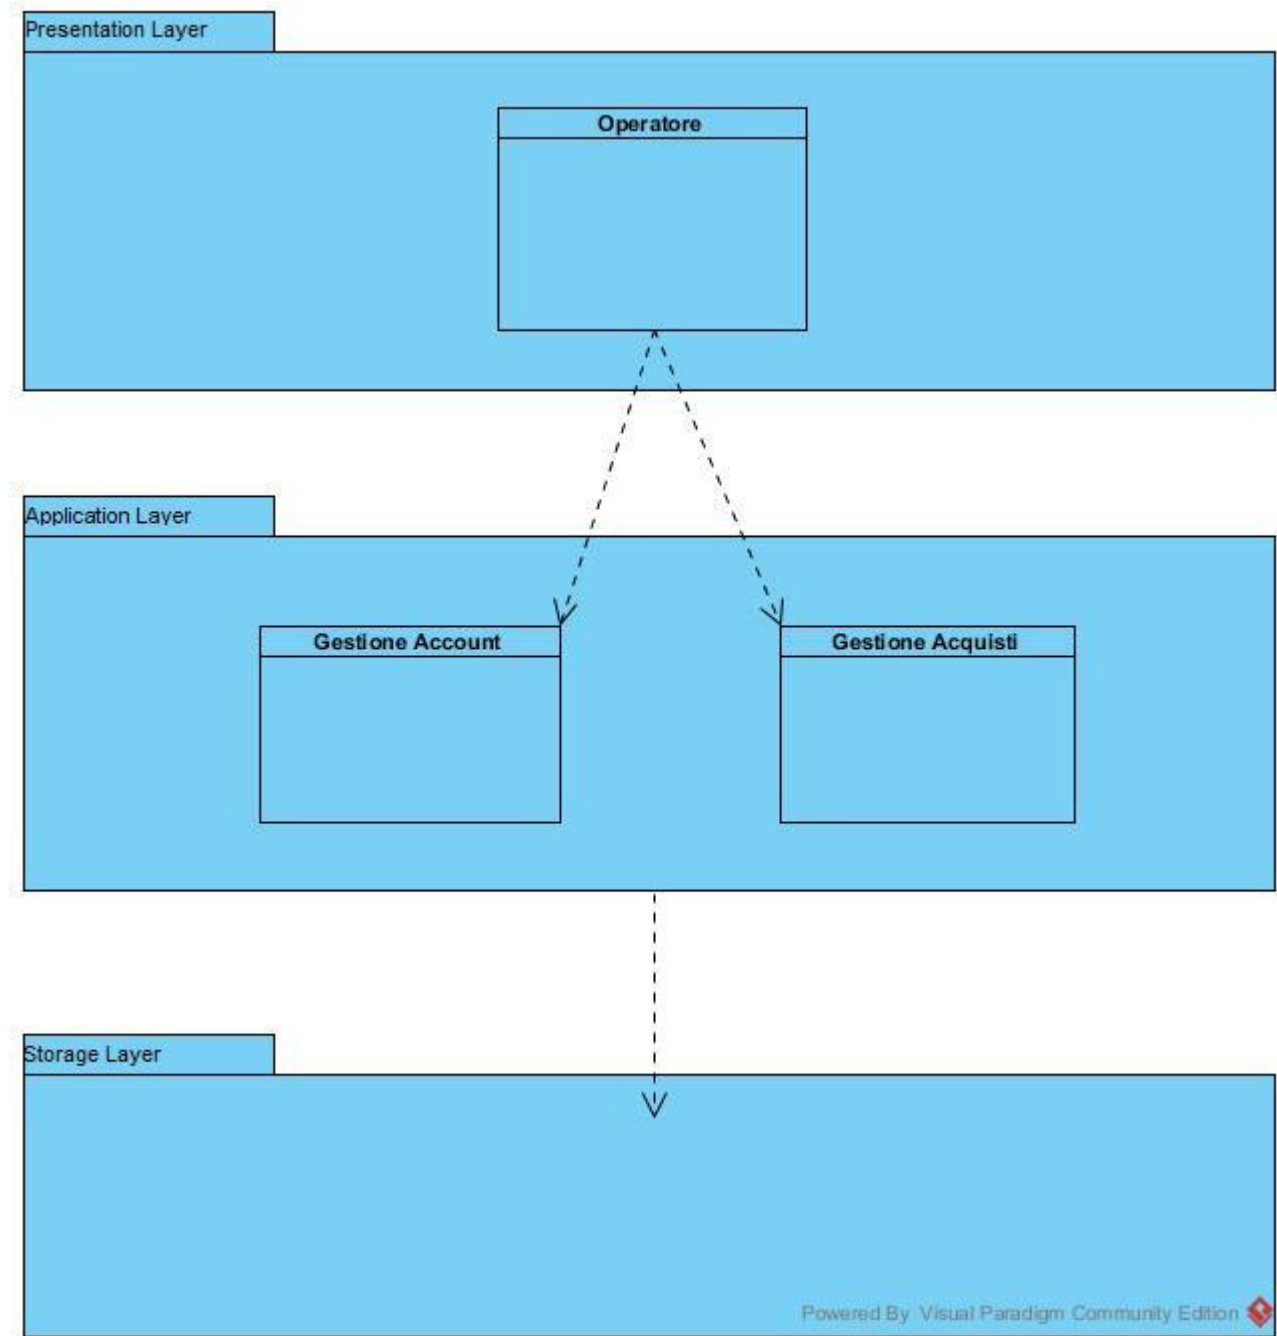 Presentation Layer
Operatore
Application Layer
Gestione Account
Gestione Acquisti
Storage Layer
Powered By Visual Paradigm Community Edition